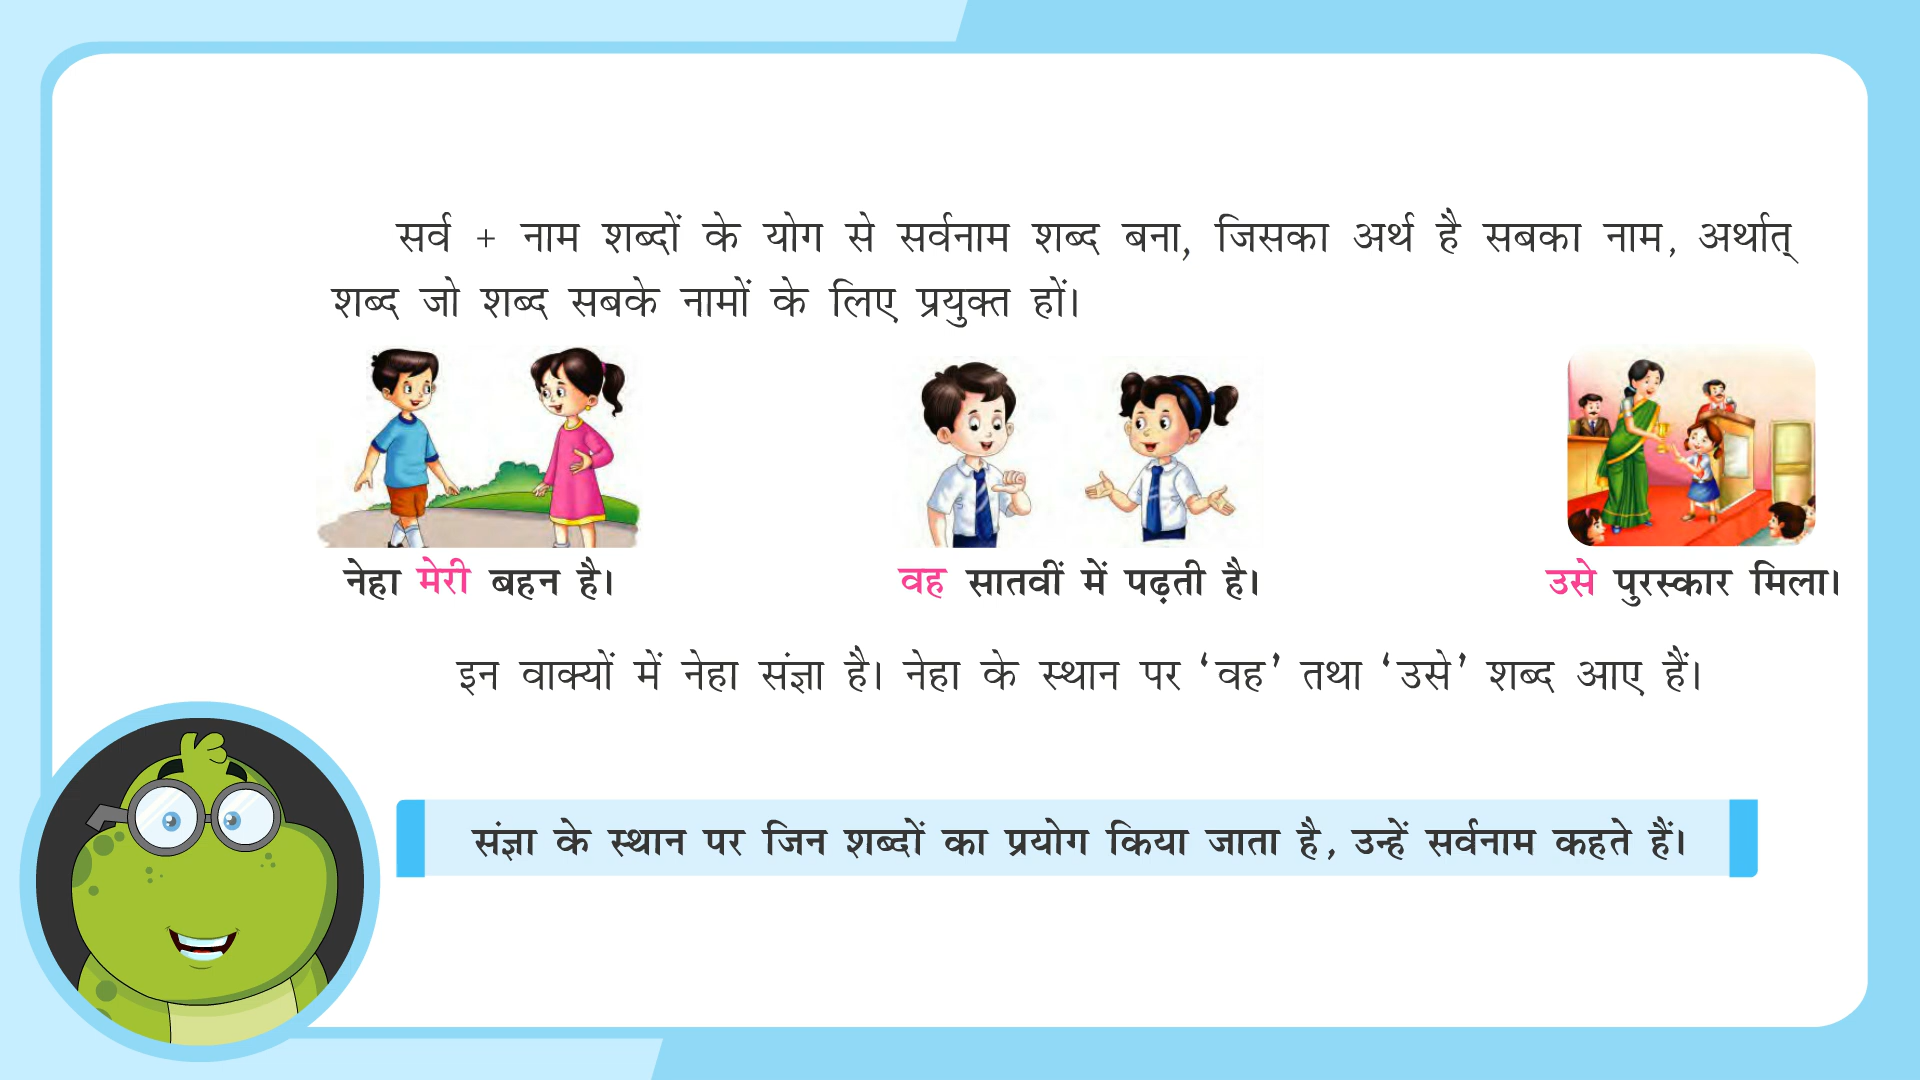 सर्व + नाम शब्दों के योग से सर्वनाम शब्द बना, जिसका अर्थ है सबका नाम, अर्थात्
शब्द जो शब्द सबके नामों के लिए प्रयुक्त हों।
नेहा मेरी बहन है।
वह सातवीं में पढ़ती है।
उसे पुरस्कार मिला।
इन वाक्यों में नेहा संज्ञा है। नेहा के स्थान पर ‘वह’ तथा ‘उसे’ शब्द आए हैं।
संज्ञा के स्थान पर जिन शब्दों का प्रयोग किया जाता है, उन्हें सर्वनाम कहते हैं।